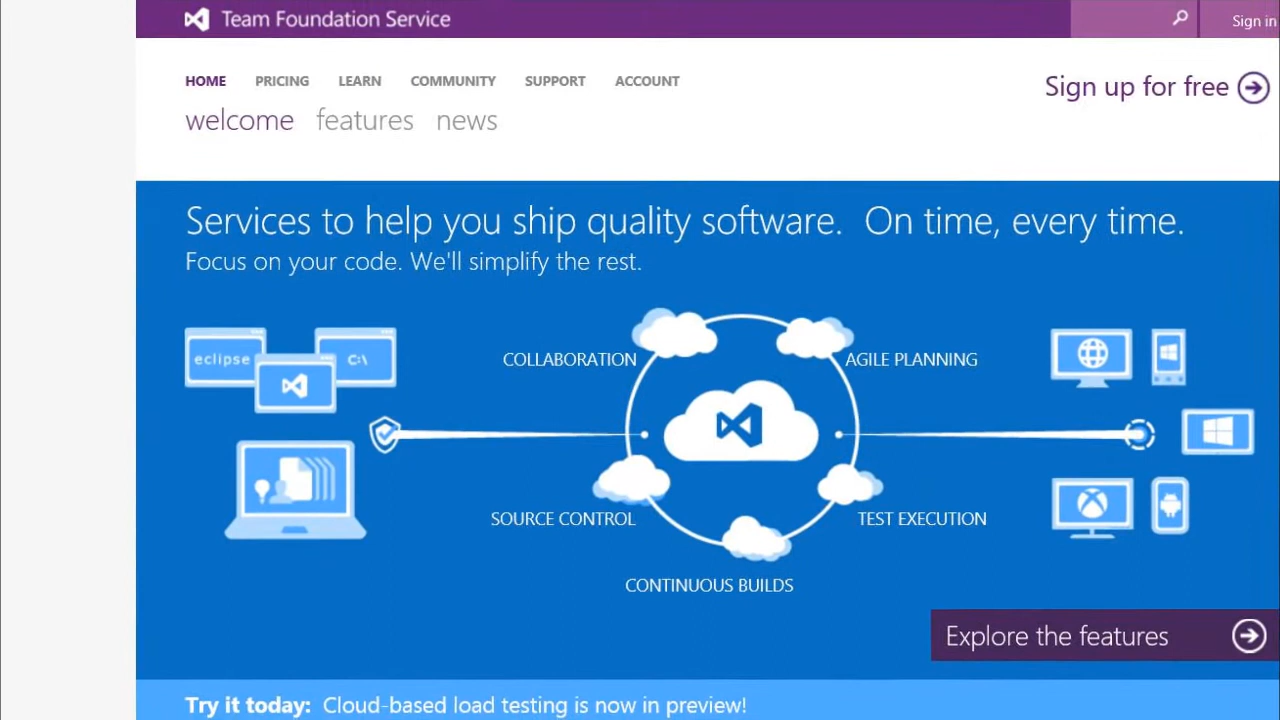 Team Foundation Service
Sign in
HOME PRICING LEARN COMMUNITY SUPPORT ACCOUNT
Sign up for free
welcome features news
Services to help you ship quality software. On time, every time.
Focus on your code. We'll simplify the rest.
eclipse
C:\
COLLABORATION
AGILE PLANNING
SOURCE CONTROL
TEST EXECUTION
CONTINUOUS BUILDS
Explore the features
Try it today: Cloud-based load testing is now in preview!